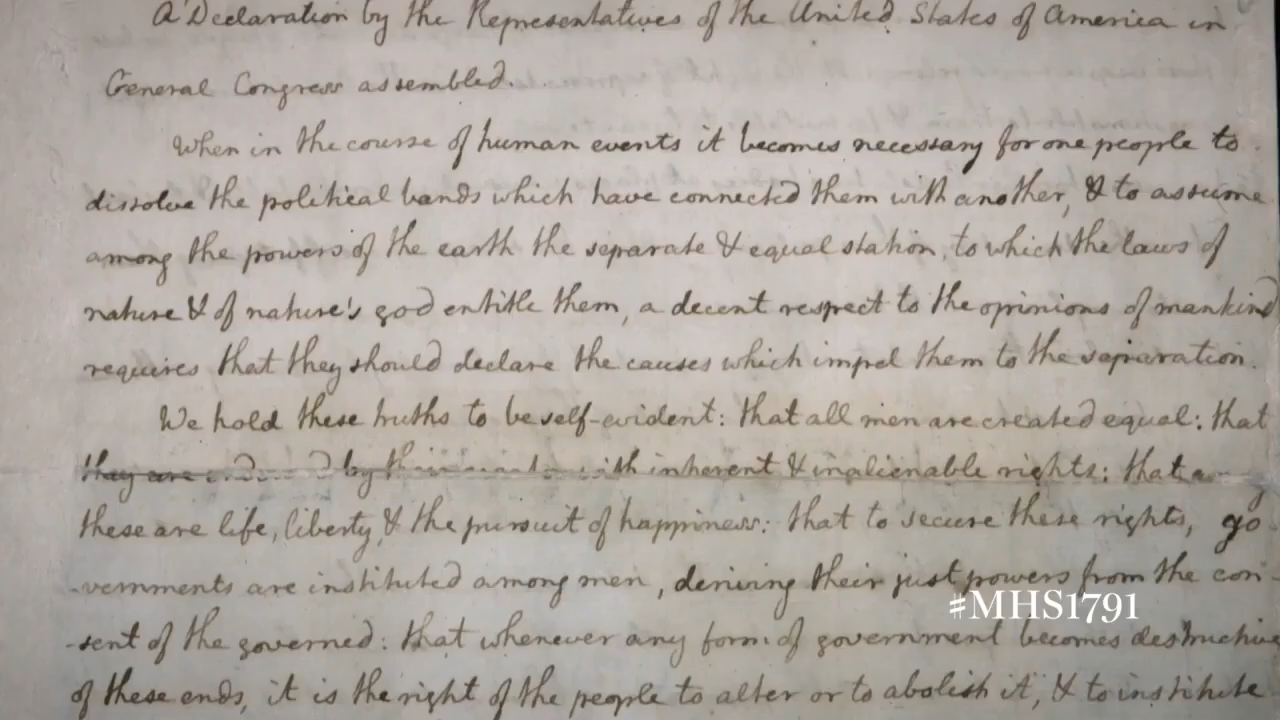 A Declaration by the Representatives of the United States of America in
General Congress assembled.
When in the course of human events it becomes necessary for one people to
dissolve the political bands which have connected them with another, & to assume
among the powers of the earth the separate & equal station, to which the laws of
nature & of nature's god entitle them, a decent respect to the opinions of mankind
requires that they should declare the causes which impel them to the separation.
We hold these truths to be self-evident: that all men are created equal: that
they are by their with inherent & inalienable rights: that
these are life, liberty, & the pursuit of happiness: that to secure these rights, go
-vernments are instituted among men, deriving their just powers from the con-
#MHS1791
-sent of the governed: that whenever any form of government becomes destructive
of these ends, it is the right of the people to alter or to abolish it, & to institute